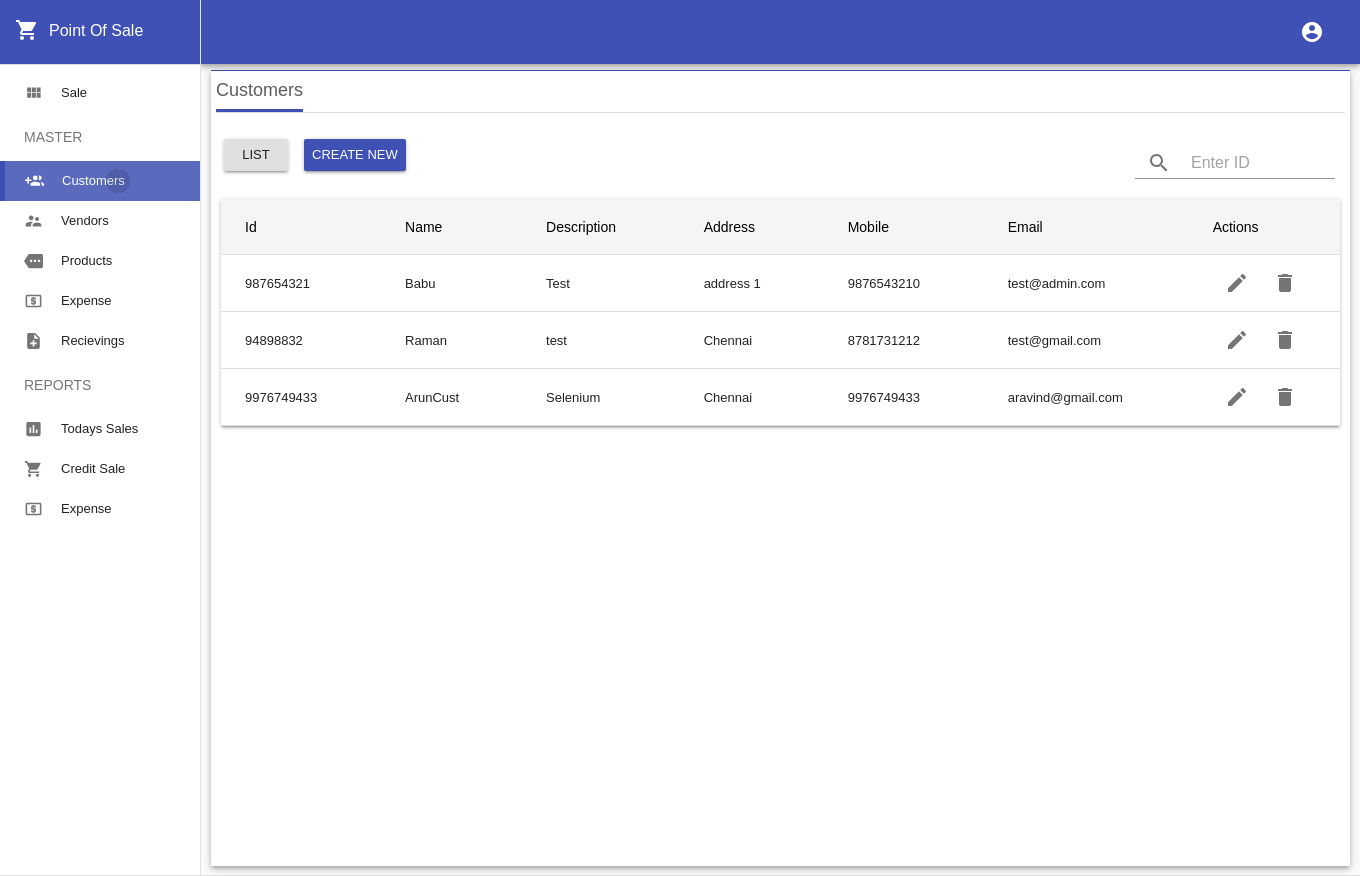 Point Of Sale
Sale
MASTER
Customers
Vendors
Products
Expense
Recievings
REPORTS
Todays Sales
Credit Sale
Expense
Customers
LIST CREATE NEW
Enter ID
Id Name Description Address Mobile Email Actions
987654321 Babu Test address 1 9876543210 test@admin.com
94898832 Raman test Chennai 8781731212 test@gmail.com
9976749433 ArunCust Selenium Chennai 9976749433 aravind@gmail.com